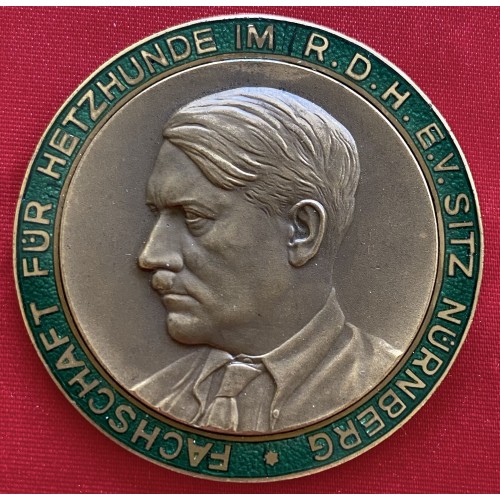 FACHSCHAFT FÜR HETZHUNDE IM R.D.H. E.V. SITZ NÜRNBERG